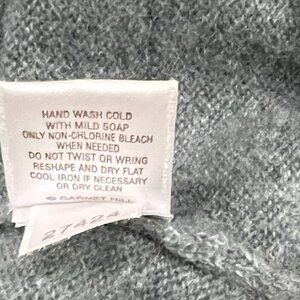 HAND WASH COLD
WITH MILD SOAP
ONLY NON-CHLORINE BLEACH
WHEN NEEDED
DO NOT TWIST OR WRING
RESHAPE AND DRY FLAT
COOL IRON IF NECESSARY
OR DRY CLEAN
© GARNET HILL
27424